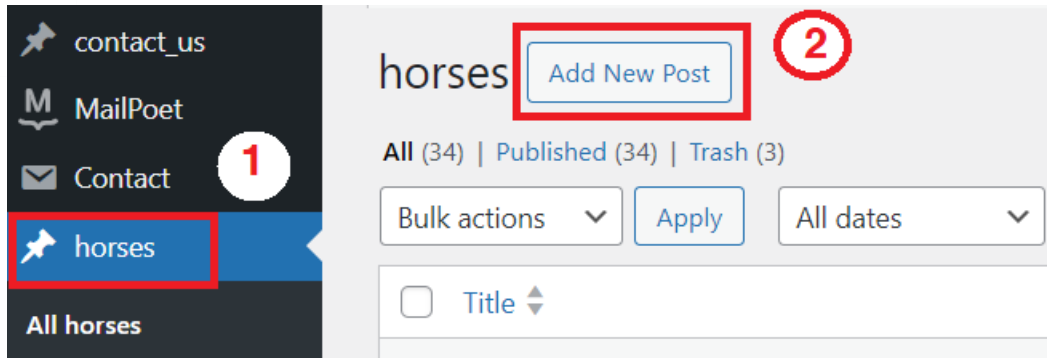 contact_us
M MailPoet
Contact
1
horses
All horses
horses Add New Post
2
All (34) | Published (34) | Trash (3)
Bulk actions Apply All dates
Title